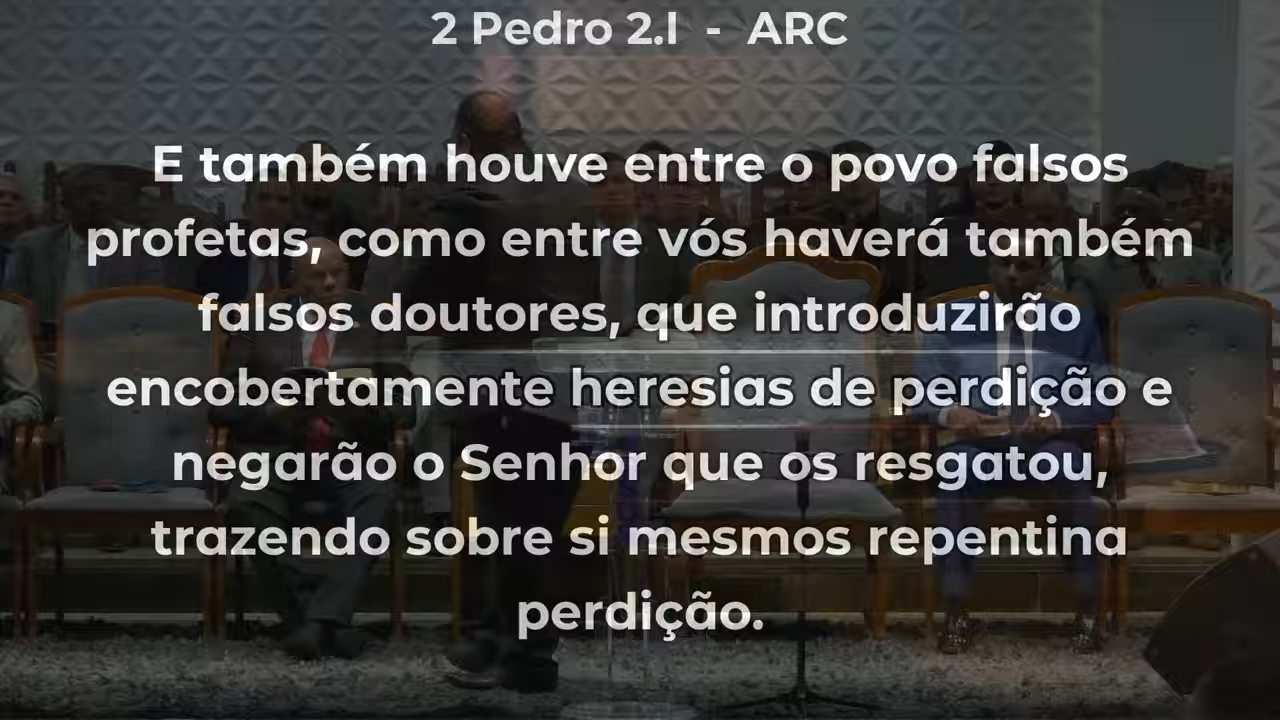 2 Pedro 2.I - ARC
E também houve entre o povo falsos
profetas, como entre vós haverá também
falsos doutores, que introduzirão
encobertamente heresias de perdição e
negarão o Senhor que os resgatou,
trazendo sobre si mesmos repentina
perdição.